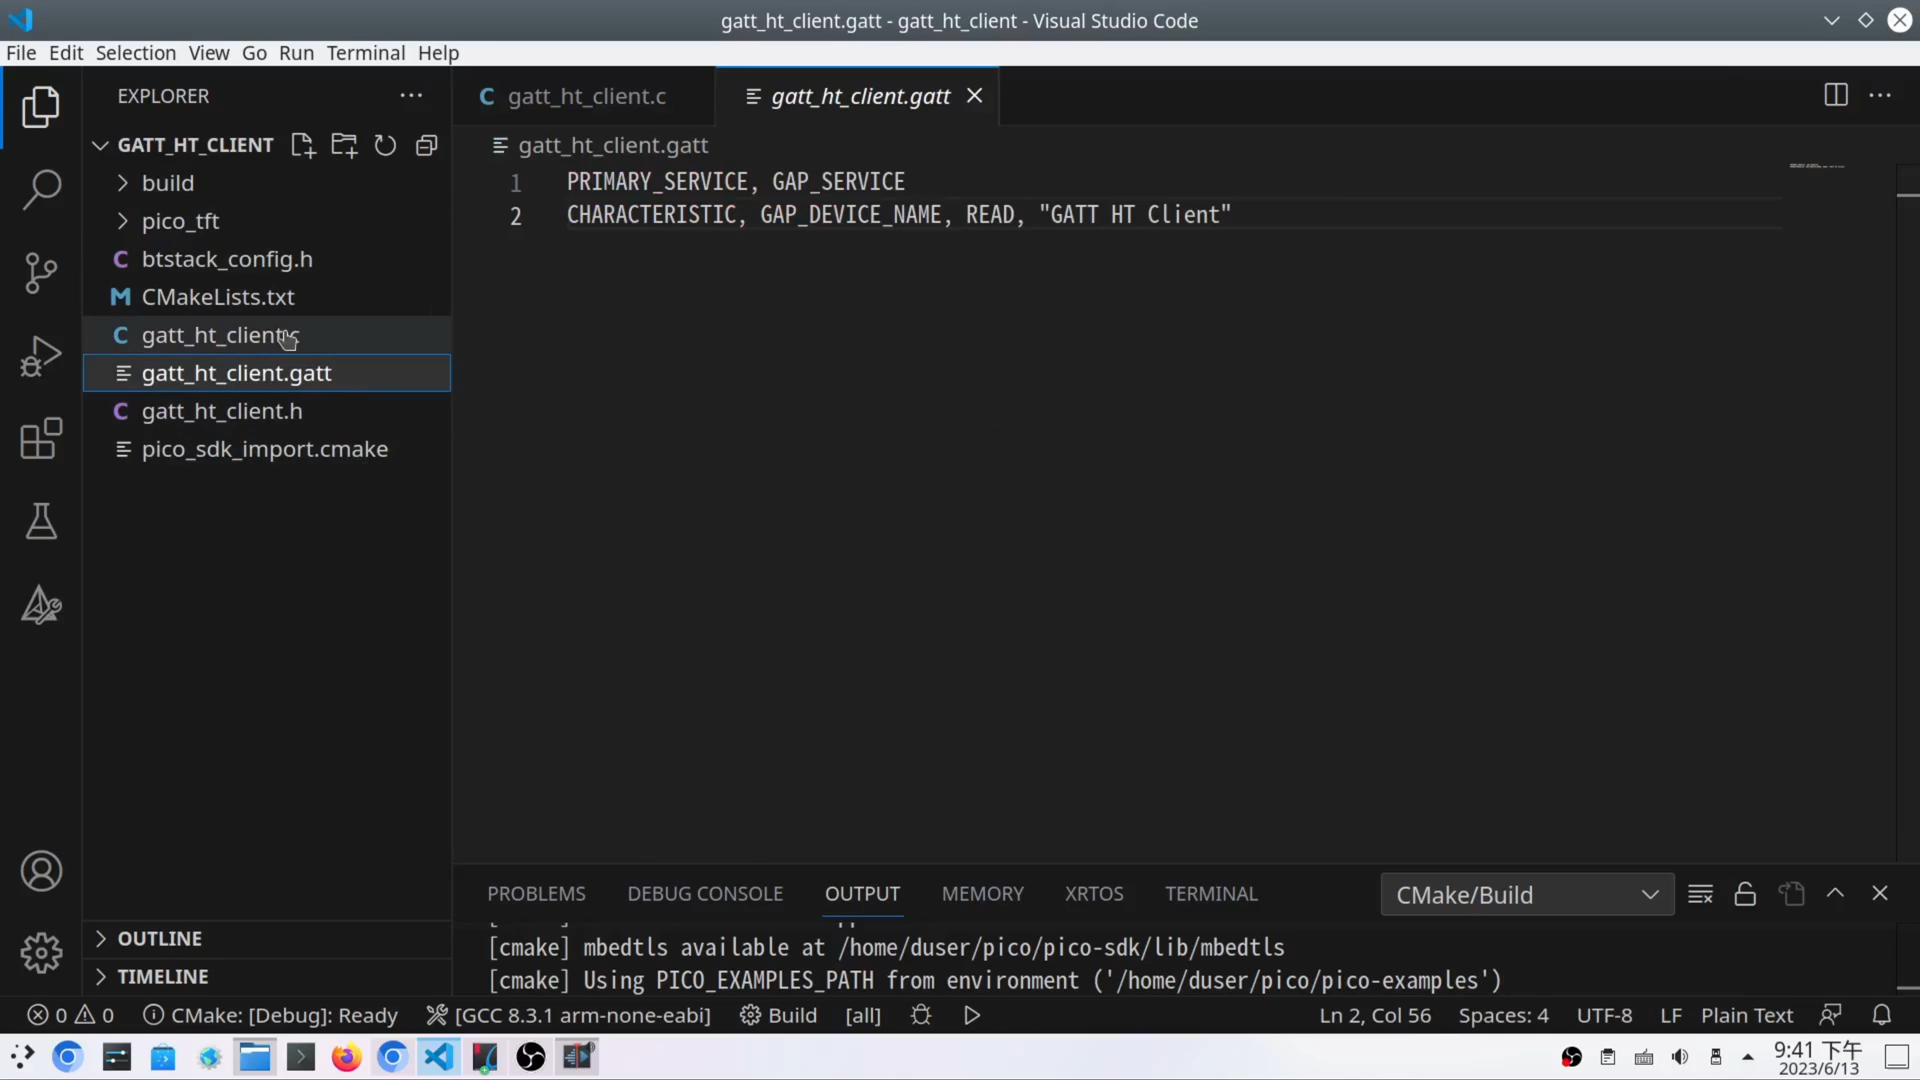 gatt_ht_client.gatt - gatt_ht_client - Visual Studio Code
File Edit Selection View Go Run Terminal Help
EXPLORER
GATT_HT_CLIENT
build
pico_tft
btstack_config.h
CMakeLists.txt
gatt_ht_client.c
gatt_ht_client.gatt
gatt_ht_client.h
pico_sdk_import.cmake
OUTLINE
TIMELINE
gatt_ht_client.c gatt_ht_client.gatt
gatt_ht_client.gatt
1 PRIMARY_SERVICE, GAP_SERVICE
2 CHARACTERISTIC, GAP_DEVICE_NAME, READ, "GATT HT Client"
PROBLEMS DEBUG CONSOLE OUTPUT MEMORY XRTOS TERMINAL CMake/Build
[cmake] mbedtls available at /home/duser/pico/pico-sdk/lib/mbedtls
[cmake] Using PICO_EXAMPLES_PATH from environment ('/home/duser/pico/pico-examples')
0 0 CMake: [Debug]: Ready [GCC 8.3.1 arm-none-eabi] Build [all] Ln 2, Col 56 Spaces: 4 UTF-8 LF Plain Text
9:41 下午
2023/6/13